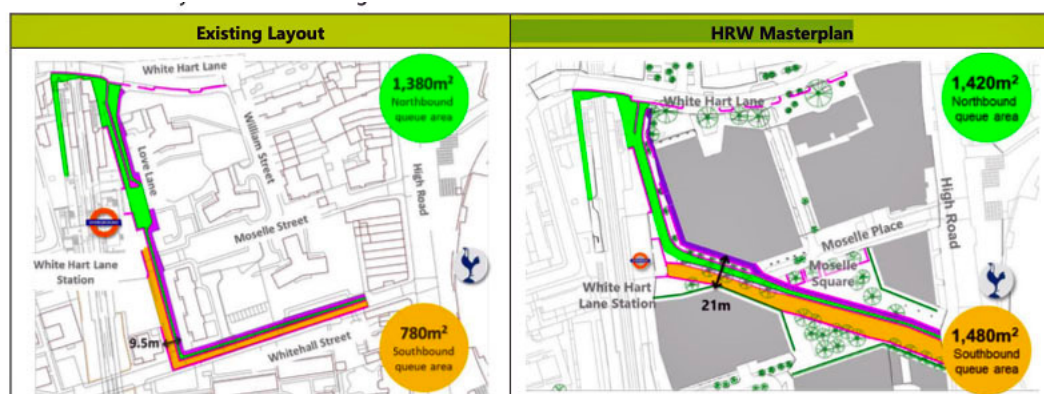 Existing Layout
HRW Masterplan
White Hart Lane
1,380m²
Northbound
queue area
William Street
Love Lane
High Road
Moselle Street
White Hart Lane
Station
9.5m
Whitehall Street
780m²
Southbound
queue area
White Hart Lane
1,420m²
Northbound
queue area
High Road
Moselle Place
Moselle
Square
White Hart
Lane Station
21m
1,480m²
Southbound
queue area